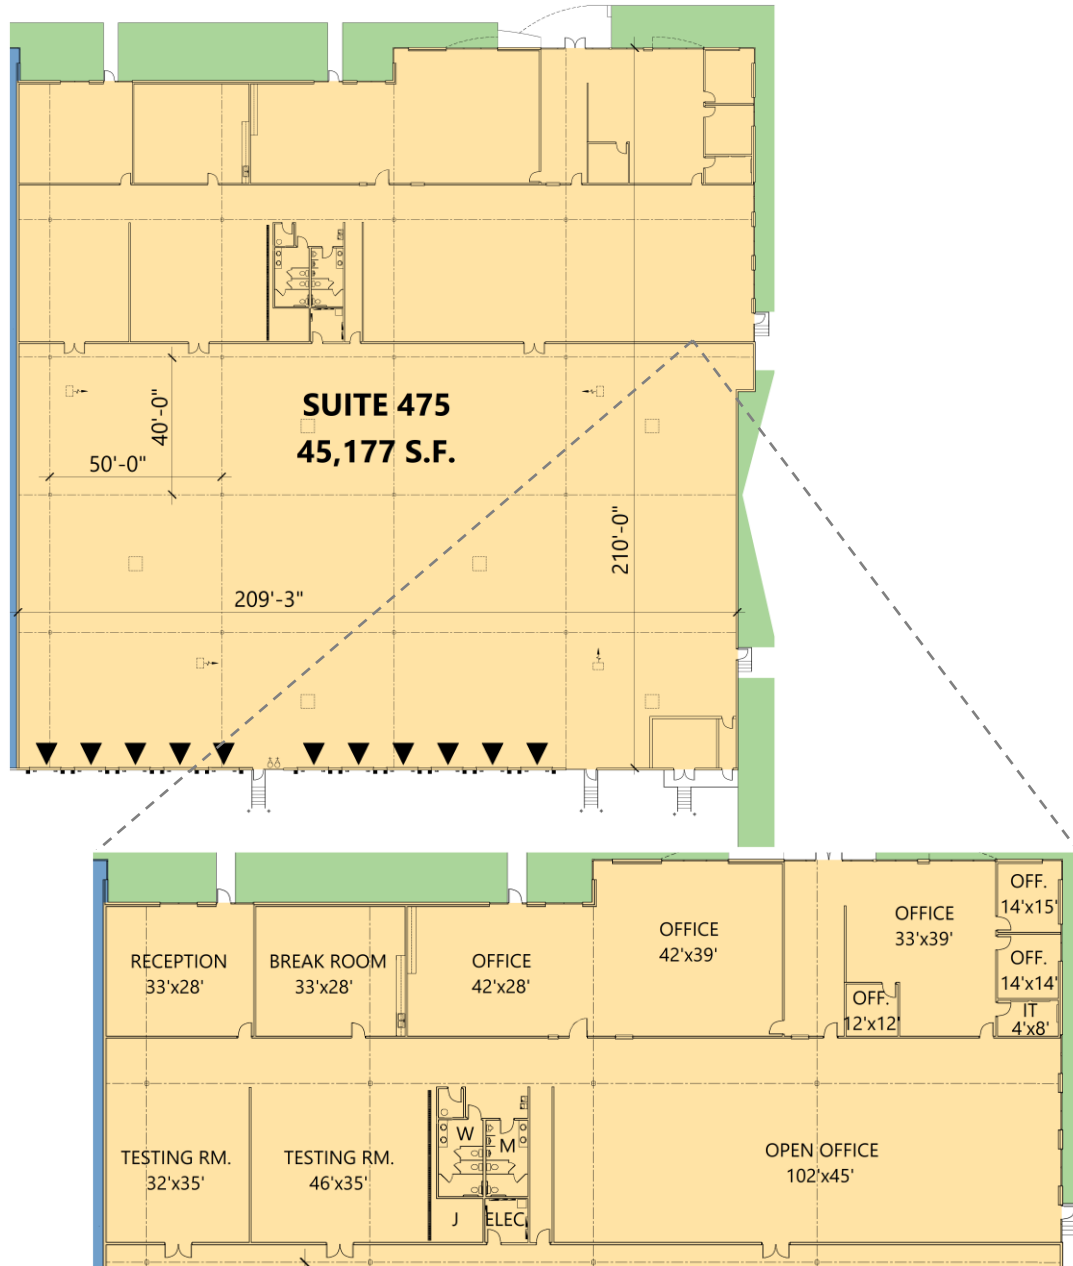 SUITE 475
45,177 S.F.
40'-0"
50'-0"
210'-0"
209'-3"
OFF.
14'x15'
OFFICE
33'x39'
OFFICE
42'x39'
RECEPTION
33'x28'
BREAK ROOM
33'x28'
OFFICE
42'x28'
OFF.
14'x14'
OFF.
12'x12'
IT
4'x8'
TESTING RM.
32'x35'
TESTING RM.
46'x35'
W
M
OPEN OFFICE
102'x45'
J
ELEC.